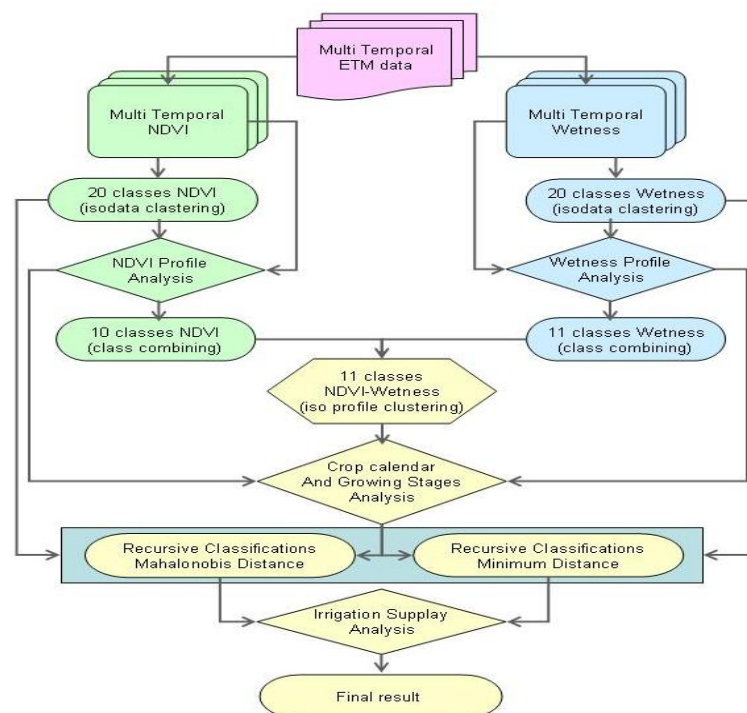 Multi Temporal
ETM data
Multi Temporal
NDVI
Multi Temporal
Wetness
20 classes NDVI
(isodata clastering)
20 classes Wetness
(isodata clastering)
NDVI Profile
Analysis
Wetness Profile
Analysis
10 classes NDVI
(class combining)
11 classes Wetness
(class combining)
11 classes
NDVI-Wetness
(iso profile clustering)
Crop calendar
And Growing Stages
Analysis
Recursive Classifications
Mahalonobis Distance
Recursive Classifications
Minimum Distance
Irrigation Supplay
Analysis
Final result